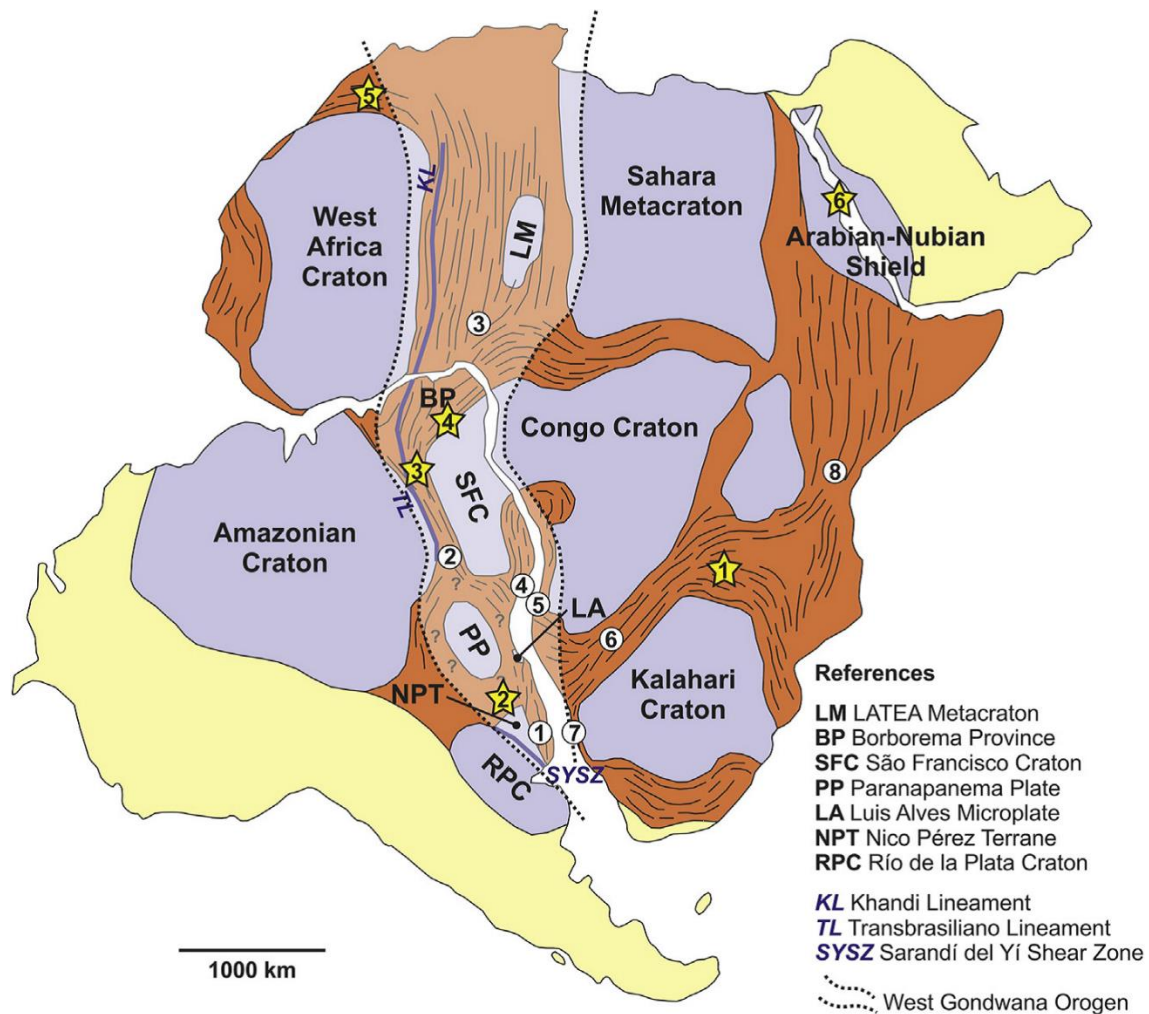 5
KL
West
Africa
Craton
LM
Sahara
Metacraton
6
Arabian-Nubian
Shield
3
BP
4
Congo Craton
3
TL
SFC
8
Amazonian
Craton
2
?
4
5
LA
1
6
?
PP
?
?
?
NPT
2
1
7
Kalahari
Craton
RPC
SYSZ
1000 km
References
LM LATEA Metacraton
BP Borborema Province
SFC São Francisco Craton
PP Paranapanema Plate
LA Luis Alves Microplate
NPT Nico Pérez Terrane
RPC Río de la Plata Craton
KL Khandi Lineament
TL Transbrasiliano Lineament
SYSZ Sarandí del Yí Shear Zone
West Gondwana Orogen